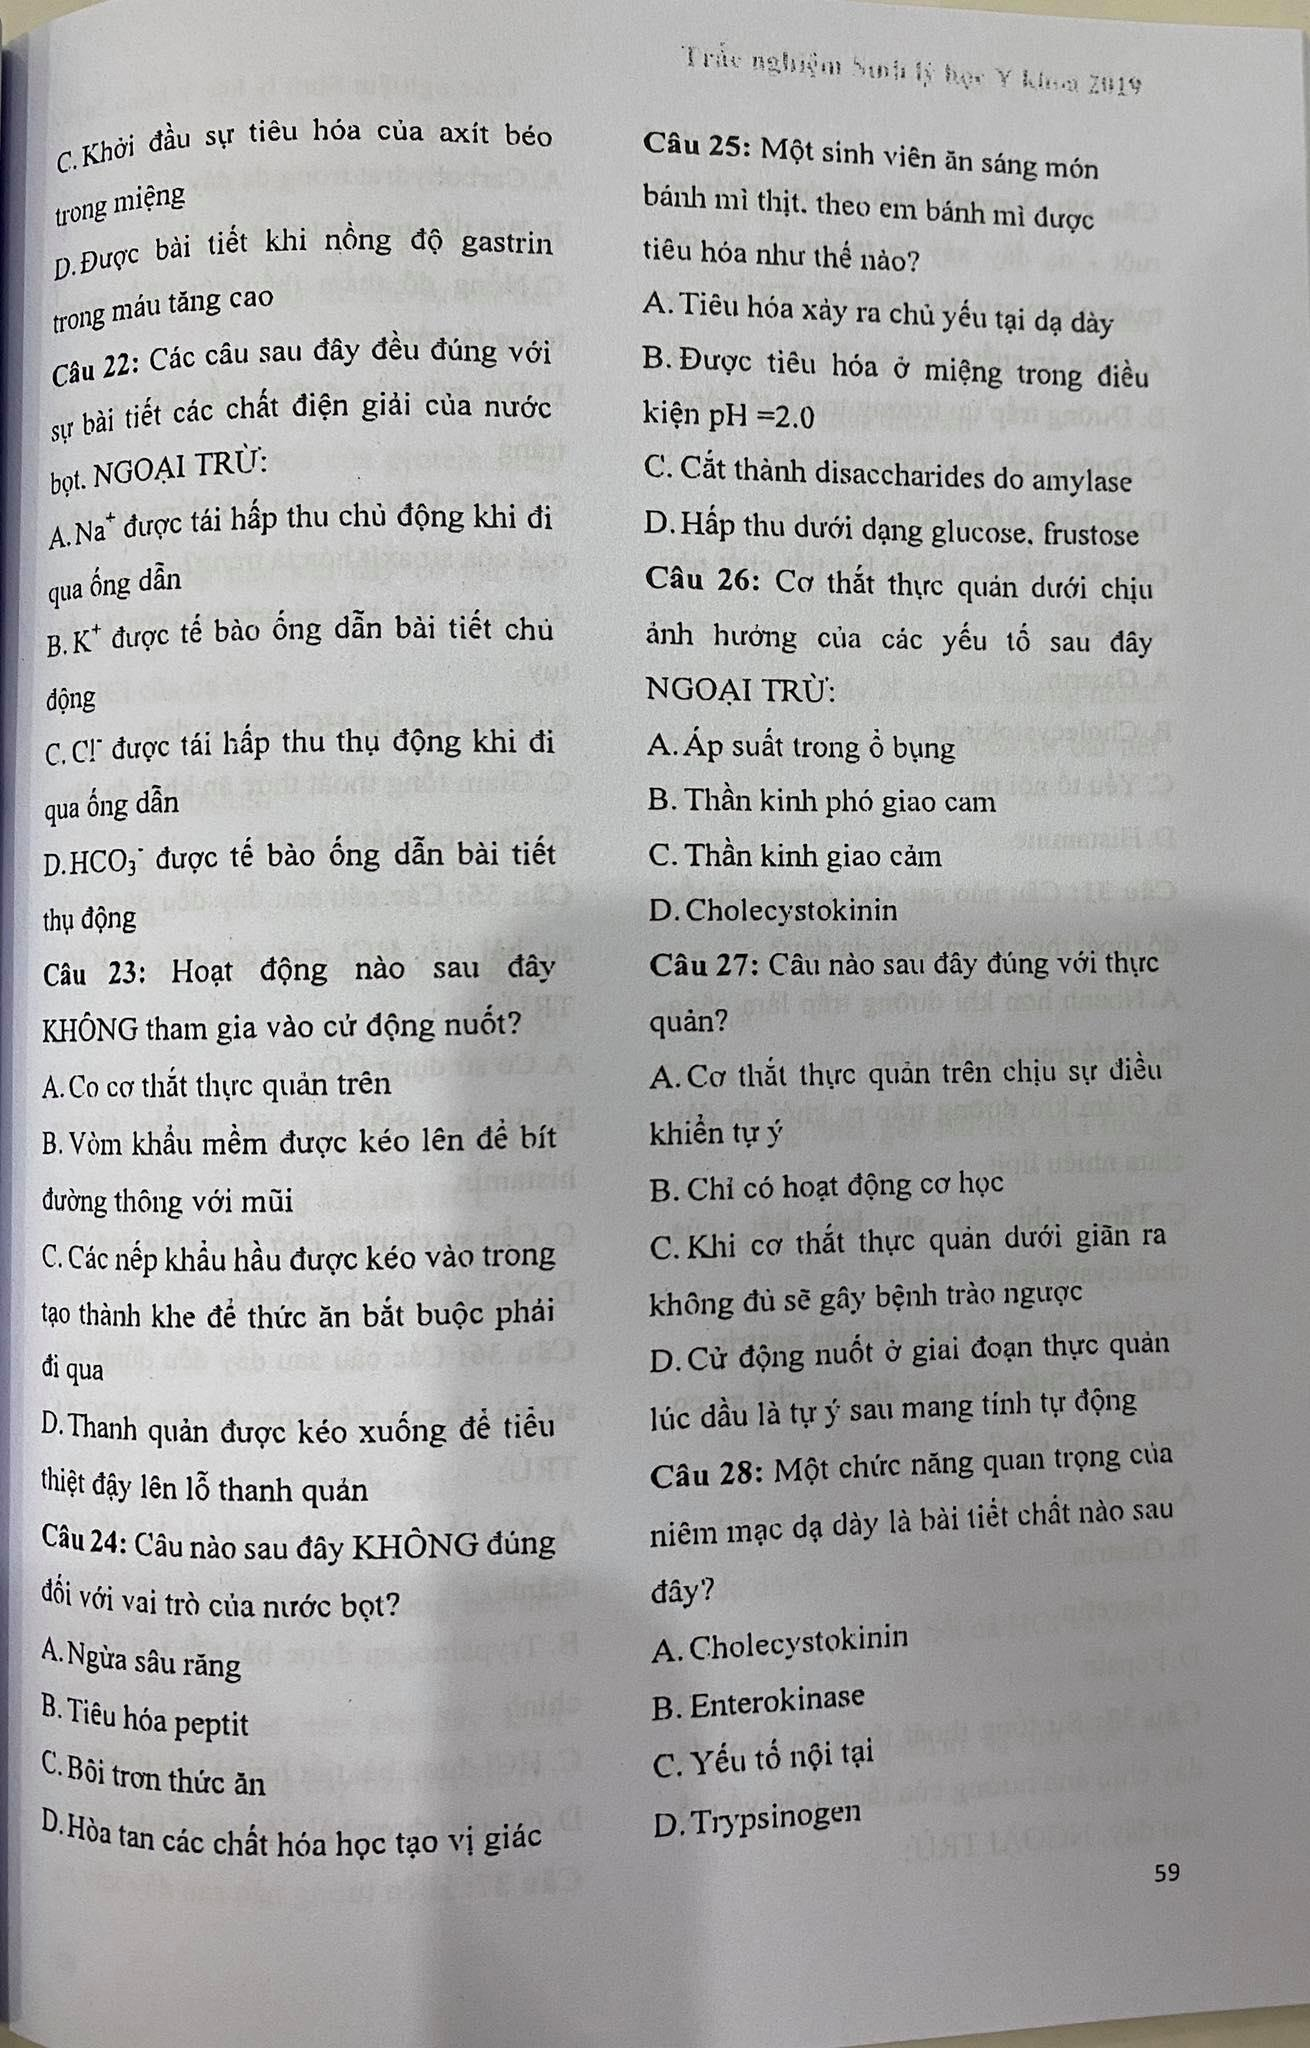 Trắc nghiệm Sinh lý học Y khoa 2019
C. Khởi đầu sự tiêu hóa của axít béo
trong miệng
D. Được bài tiết khi nồng độ gastrin
trong máu tăng cao
Câu 22: Các câu sau đây đều đúng với
sự bài tiết các chất điện giải của nước
bọt. NGOẠI TRỪ:
A. Na⁺ được tái hấp thu chủ động khi đi
qua ống dẫn
B. K⁺ được tế bào ống dẫn bài tiết chủ
động
C. Cl⁻ được tái hấp thu thụ động khi đi
qua ống dẫn
D. HCO₃⁻ được tế bào ống dẫn bài tiết
thụ động
Câu 23: Hoạt động nào sau đây
KHÔNG tham gia vào cử động nuốt?
A. Co cơ thắt thực quản trên
B. Vòm khẩu mềm được kéo lên để bít
đường thông với mũi
C. Các nếp khẩu hầu được kéo vào trong
tạo thành khe để thức ăn bắt buộc phải
đi qua
D. Thanh quản được kéo xuống để tiểu
thiệt đậy lên lỗ thanh quản
Câu 24: Câu nào sau đây KHÔNG đúng
đối với vai trò của nước bọt?
A. Ngừa sâu răng
B. Tiêu hóa peptit
C. Bôi trơn thức ăn
D. Hòa tan các chất hóa học tạo vị giác
Câu 25: Một sinh viên ăn sáng món
bánh mì thịt. theo em bánh mì được
tiêu hóa như thế nào?
A. Tiêu hóa xảy ra chủ yếu tại dạ dày
B. Được tiêu hóa ở miệng trong điều
kiện pH =2.0
C. Cắt thành disaccharides do amylase
D. Hấp thu dưới dạng glucose. frustose
Câu 26: Cơ thắt thực quản dưới chịu
ảnh hưởng của các yếu tố sau đây
NGOẠI TRỪ:
A. Áp suất trong ổ bụng
B. Thần kinh phó giao cảm
C. Thần kinh giao cảm
D. Cholecystokinin
Câu 27: Câu nào sau đây đúng với thực
quản?
A. Cơ thắt thực quản trên chịu sự điều
khiển tự ý
B. Chỉ có hoạt động cơ học
C. Khi cơ thắt thực quản dưới giãn ra
không đủ sẽ gây bệnh trào ngược
D. Cử động nuốt ở giai đoạn thực quản
lúc dầu là tự ý sau mang tính tự động
Câu 28: Một chức năng quan trọng của
niêm mạc dạ dày là bài tiết chất nào sau
đây?
A. Cholecystokinin
B. Enterokinase
C. Yếu tố nội tại
D. Trypsinogen
59